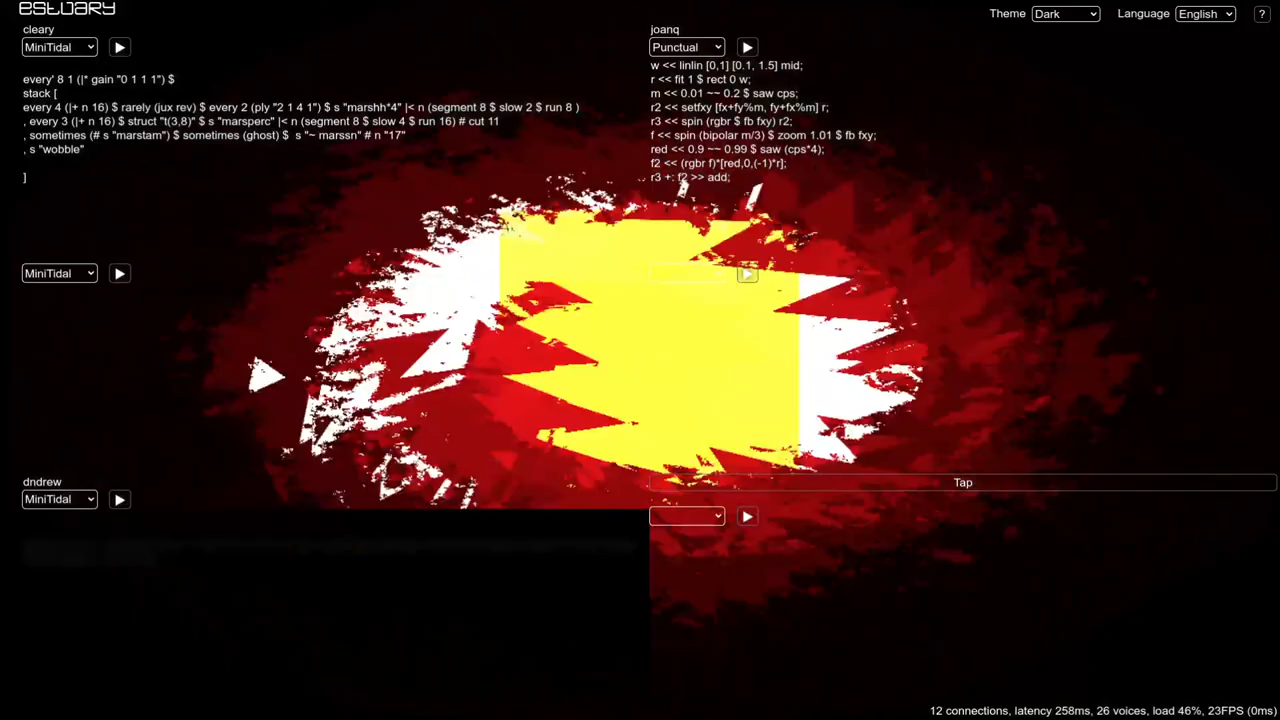 estuary
Theme Dark Language English ?
cleary
MiniTidal
every' 8 1 (|* gain "0 1 1 1") $
stack [
every 4 (|+ n 16) $ rarely (jux rev) $ every 2 (ply "2 1 4 1") $ s "marshh*4" |< n (segment 8 $ slow 2 $ run 8 )
, every 3 (|+ n 16) $ struct "t(3,8)" $ s "marsperc" |< n (segment 8 $ slow 4 $ run 16) # cut 11
, sometimes (# s "marstam") $ sometimes (ghost) $  s "~ marssn" # n "17"
, s "wobble"
]
joanq
Punctual
w << linlin [0,1] [0.1, 1.5] mid;
r << fit 1 $ rect 0 w;
m << 0.01 ~~ 0.2 $ saw cps;
r2 << setfxy [fx+fy%m, fy+fx%m] r;
r3 << spin (rgbr $ fb fxy) r2;
f << spin (bipolar m/3) $ zoom 1.01 $ fb fxy;
red << 0.9 ~~ 0.99 $ saw (cps*4);
f2 << (rgbr f)*[red,0,(-1)*r];
r3 +: f2 >> add;
MiniTidal
dndrew
MiniTidal
Tap
12 connections, latency 258ms, 26 voices, load 46%, 23FPS (0ms)